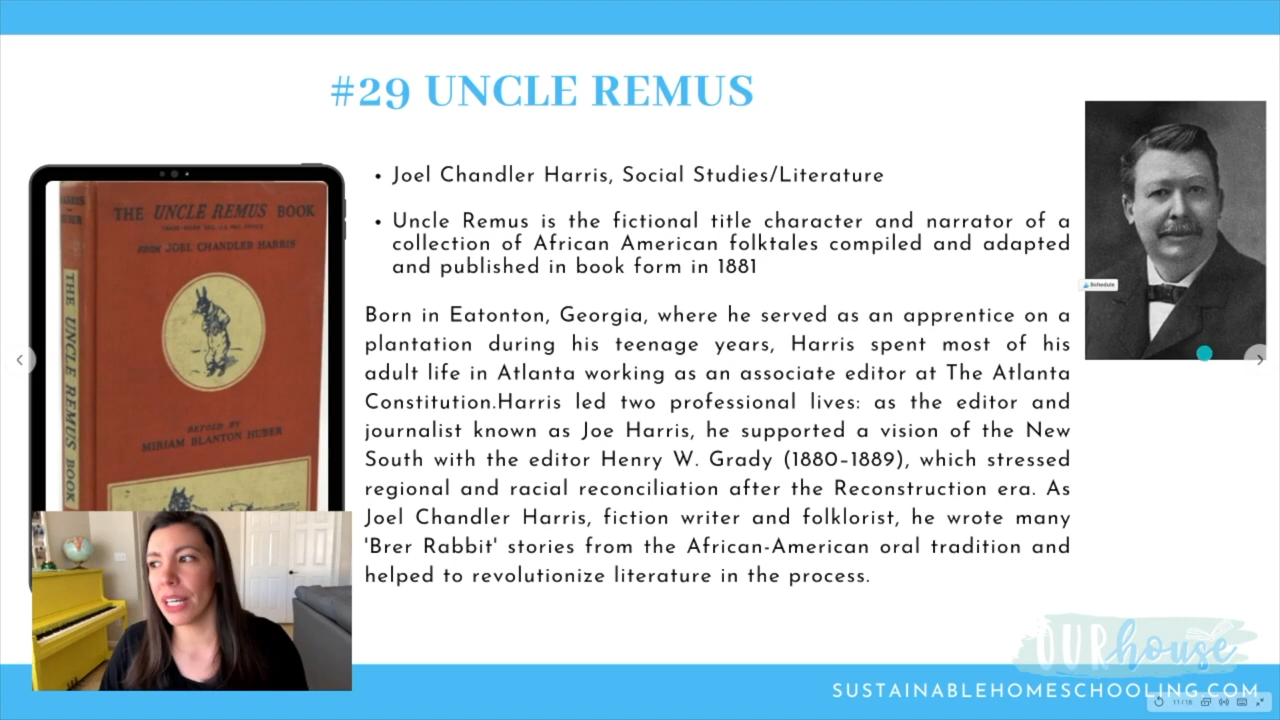 #29 UNCLE REMUS
• Joel Chandler Harris, Social Studies/Literature
• Uncle Remus is the fictional title character and narrator of a
collection of African American folktales compiled and adapted
and published in book form in 1881
Born in Eatonton, Georgia, where he served as an apprentice on a
plantation during his teenage years, Harris spent most of his
adult life in Atlanta working as an associate editor at The Atlanta
Constitution.Harris led two professional lives: as the editor and
journalist known as Joe Harris, he supported a vision of the New
South with the editor Henry W. Grady (1880–1889), which stressed
regional and racial reconciliation after the Reconstruction era. As
Joel Chandler Harris, fiction writer and folklorist, he wrote many
'Brer Rabbit' stories from the African-American oral tradition and
helped to revolutionize literature in the process.
THE UNCLE REMUS BOOK
FROM JOEL CHANDLER HARRIS
RETOLD BY
MIRIAM BLANTON HUBER
THE UNCLE REMUS BOOK
Schedule
OUR house
SUSTAINABLEHOMESCHOOLING.COM
11/18